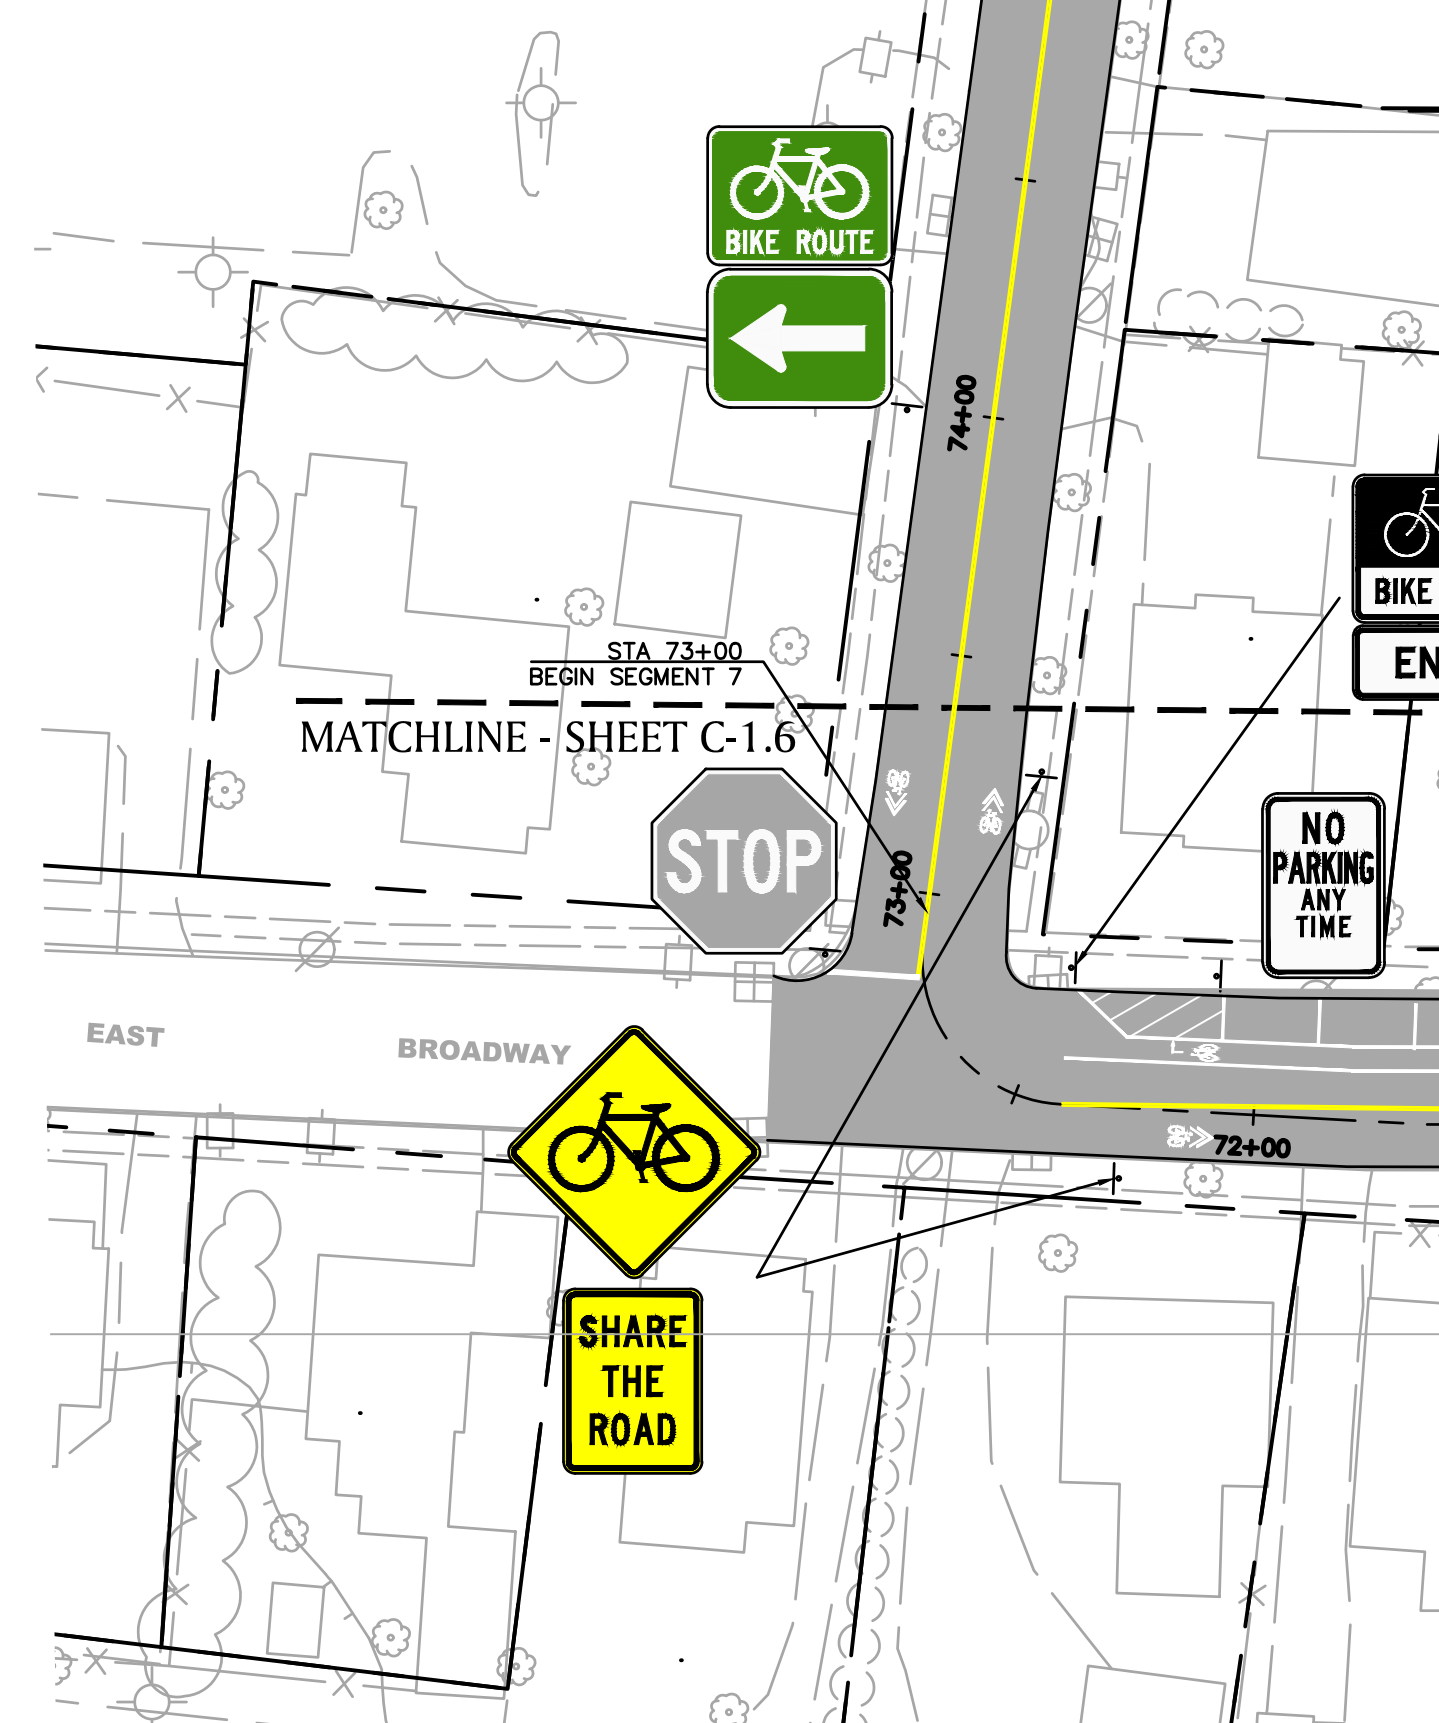 BIKE ROUTE
74+00
BIKE
EN
STA 73+00
BEGIN SEGMENT 7
MATCHLINE - SHEET C-1.6
STOP
NO
PARKING
ANY
TIME
73+00
EAST BROADWAY
72+00
SHARE
THE
ROAD